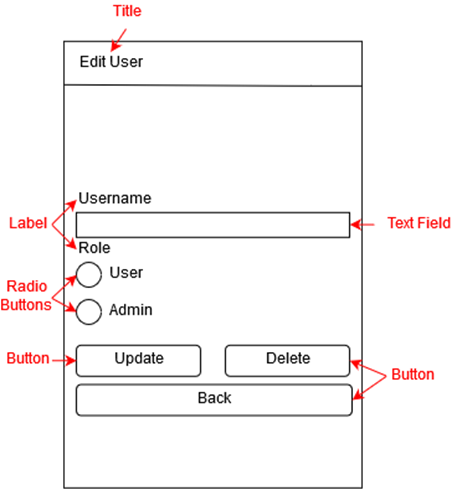 Title
Edit User
Username
Label
Text Field
Role
User
Radio
Buttons
Admin
Button
Update
Delete
Button
Back